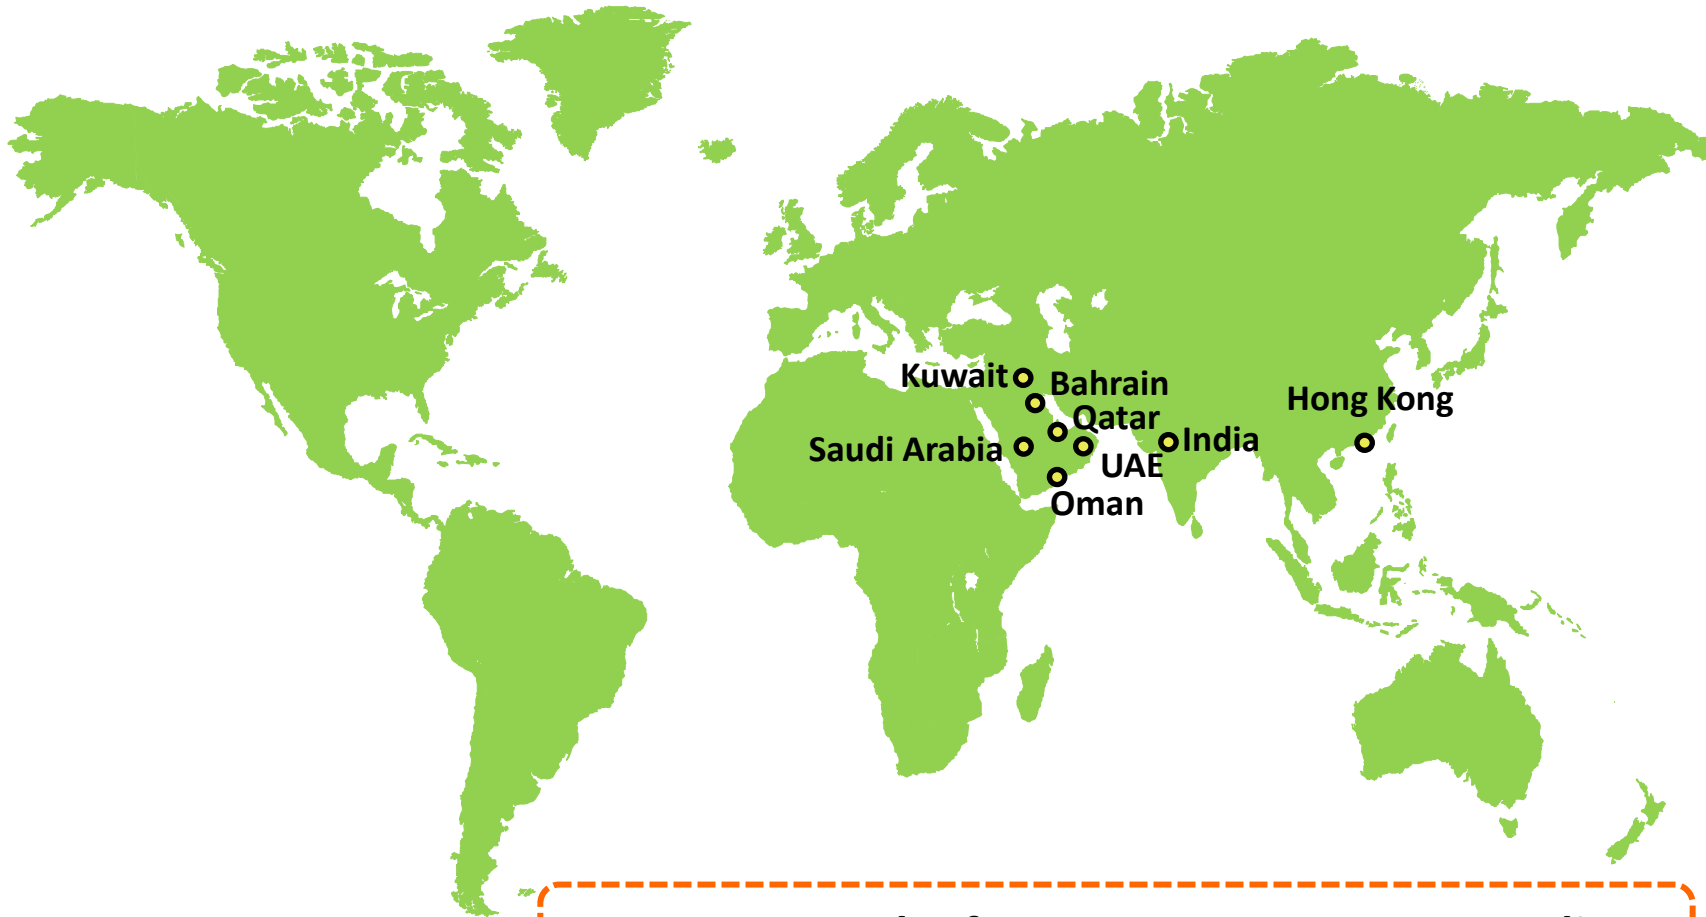 Kuwait
Bahrain
Hong Kong
Qatar
Saudi Arabia
India
UAE
Oman